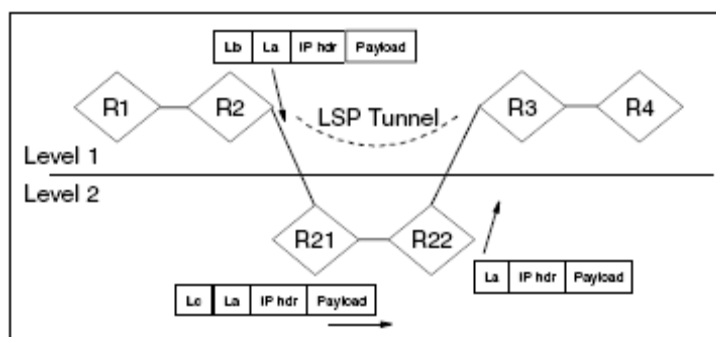 Lb La IP hdr Payload
R1 R2 LSP Tunnel R3 R4
Level 1
Level 2
R21 R22
La IP hdr Payload
Lc La IP hdr Payload